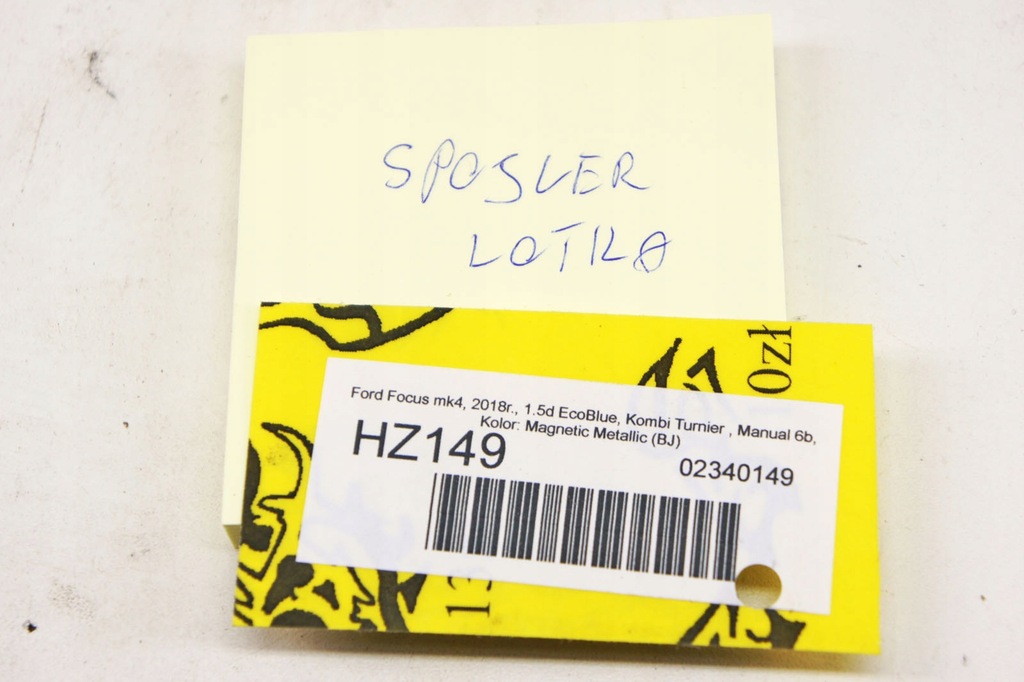 SPOJLER
LOTKA
0zł
Ford Focus mk4, 2018r., 1.5d EcoBlue, Kombi Turnier , Manual 6b,
Kolor: Magnetic Metallic (BJ)
HZ149
02340149